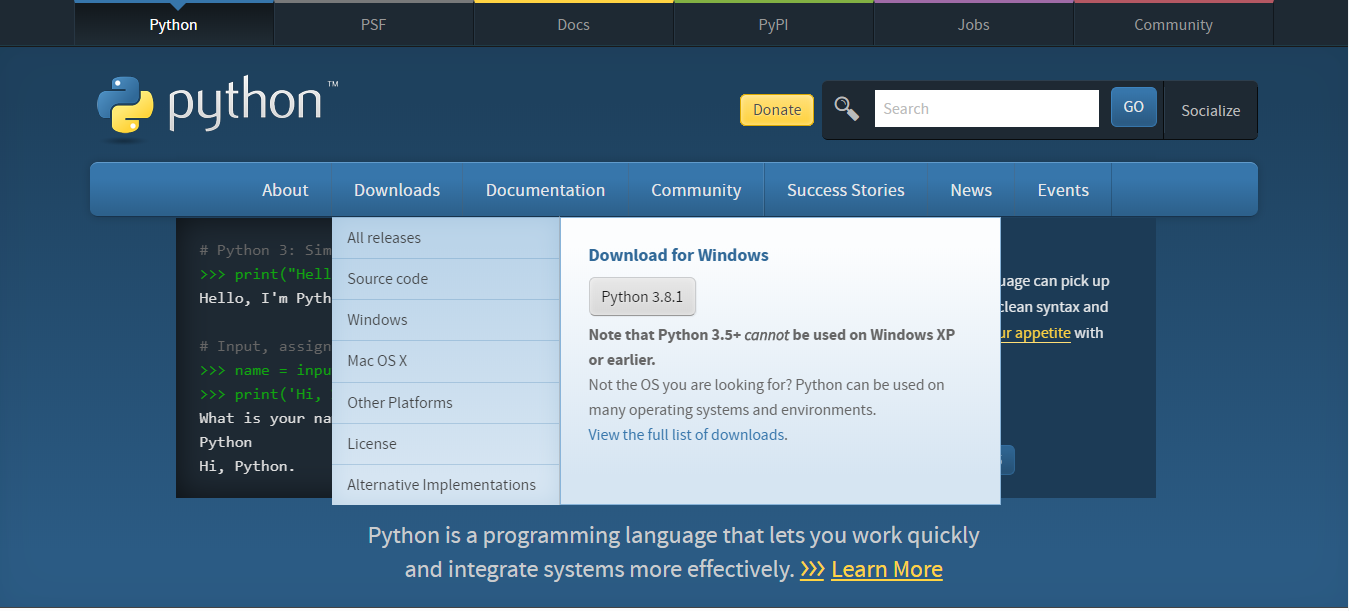 Python
PSF
Docs
PyPI
Jobs
Community
python™
Donate
Search
GO
Socialize
About
Downloads
Documentation
Community
Success Stories
News
Events
# Python 3: Sim
>>> print("Hell
Hello, I'm Pyth
# Input, assign
>>> name = inpu
>>> print('Hi,
What is your na
Python
Hi, Python.
All releases
Source code
Windows
Mac OS X
Other Platforms
License
Alternative Implementations
Download for Windows
Python 3.8.1
Note that Python 3.5+ cannot be used on Windows XP
or earlier.
Not the OS you are looking for? Python can be used on
many operating systems and environments.
View the full list of downloads.
uage can pick up
clean syntax and
ur appetite with
Python is a programming language that lets you work quickly
and integrate systems more effectively. >>> Learn More